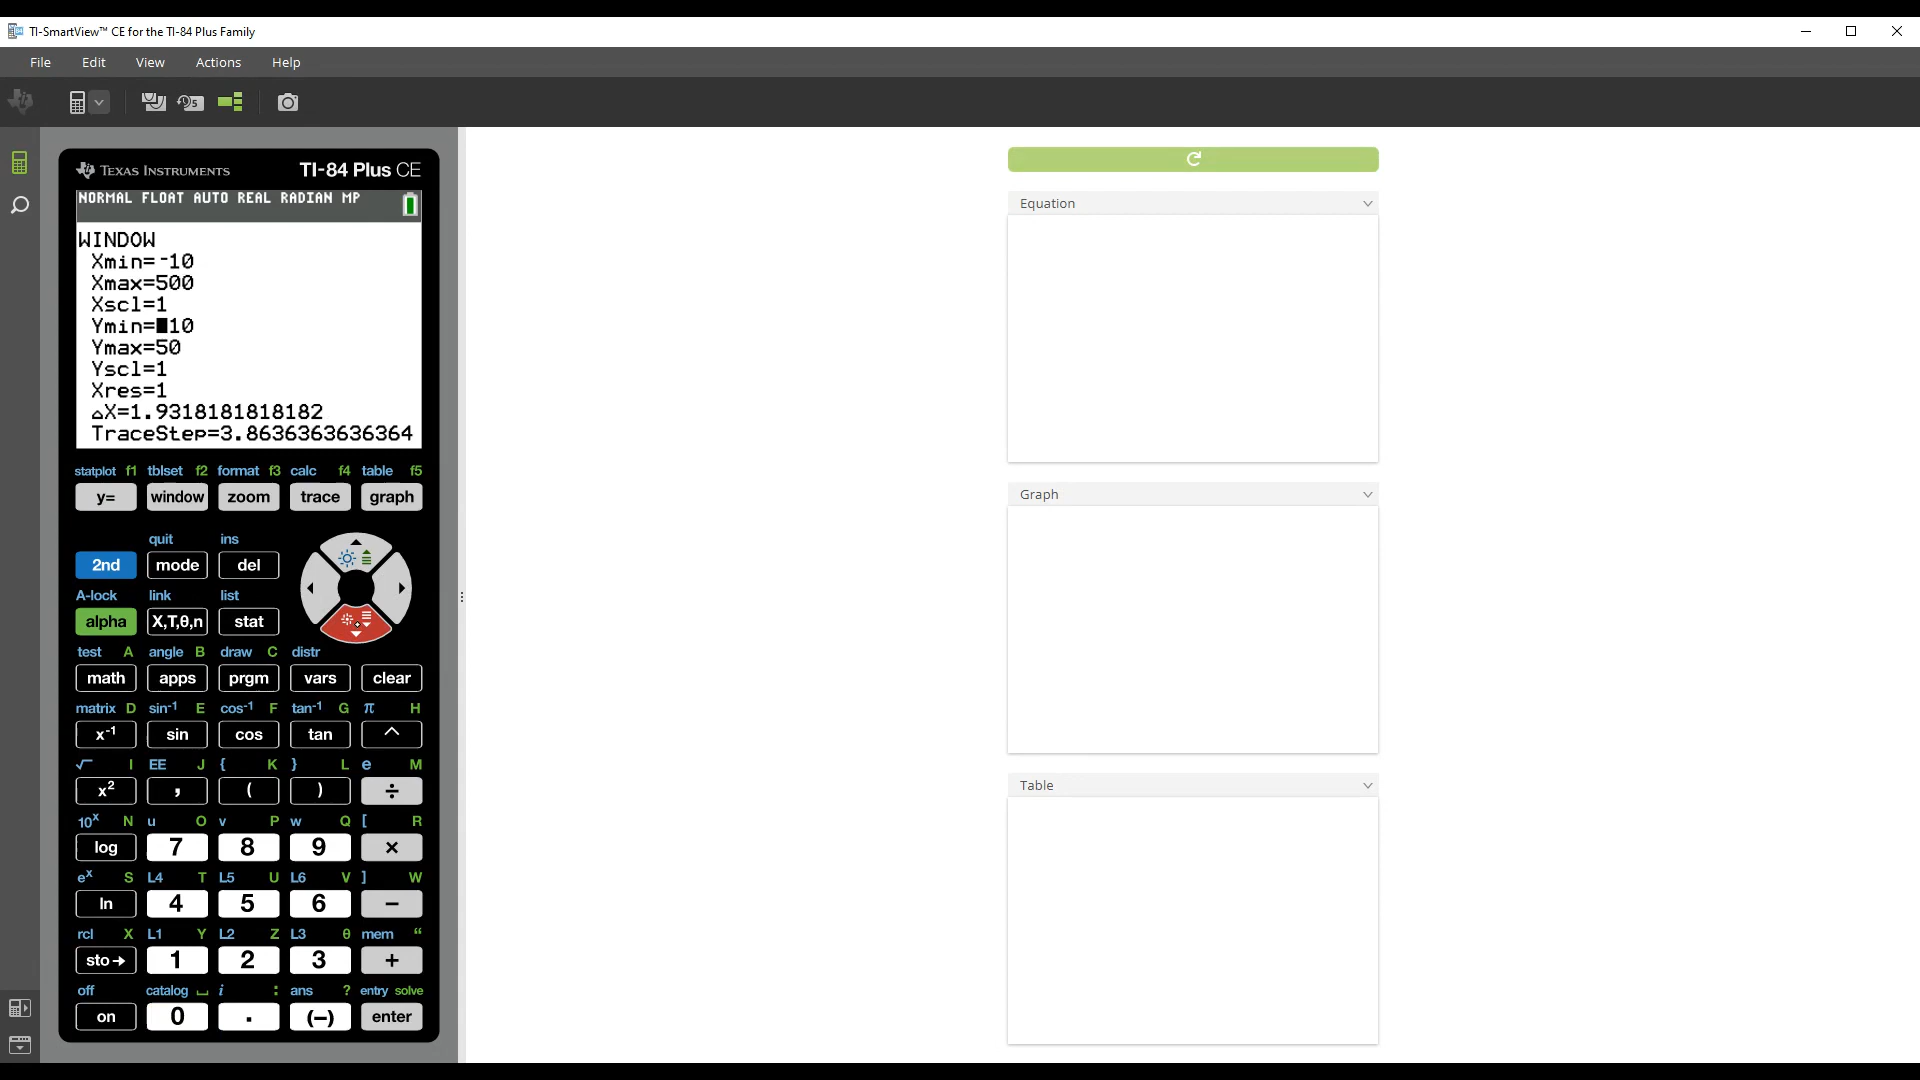 TI-SmartView™ CE for the TI-84 Plus Family
File Edit View Actions Help
TEXAS INSTRUMENTS TI-84 Plus CE
NORMAL FLOAT AUTO REAL RADIAN MP
WINDOW
Xmin=-10
Xmax=500
Xscl=1
Ymin=10
Ymax=50
Yscl=1
Xres=1
△X=1.9318181818182
TraceStep=3.8636363636364
statplot f1 tblset f2 format f3 calc f4 table f5
y= window zoom trace graph
quit ins
2nd mode del
A-lock link list
alpha X,T,θ,n stat
test A angle B draw C distr
math apps prgm vars clear
matrix D sin⁻¹ E cos⁻¹ F tan⁻¹ G π H
x⁻¹ sin cos tan ^
√ I EE J { K } L e M
x² , ( ) ÷
10ˣ N u O v P w Q [ R
log 7 8 9 ×
eˣ S L4 T L5 U L6 V ] W
ln 4 5 6 −
rcl X L1 Y L2 Z L3 θ mem “
sto→ 1 2 3 +
off catalog ⎵ i : ans ? entry solve
on 0 . (−) enter
Equation
Graph
Table